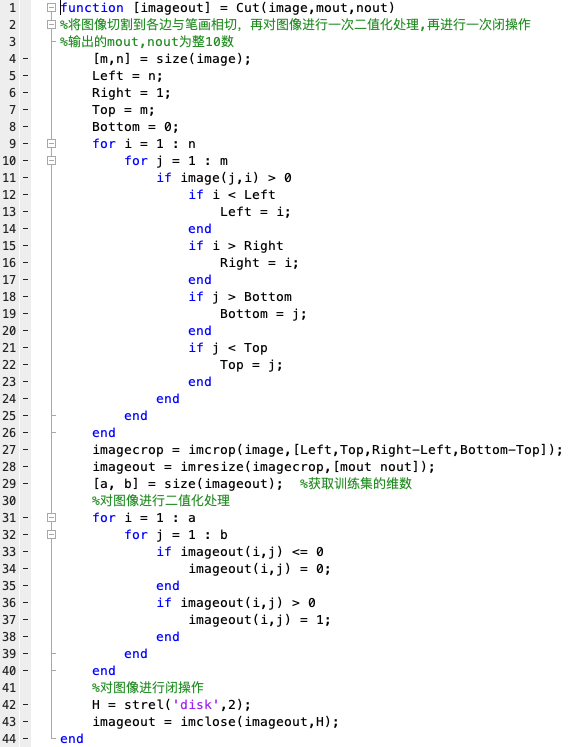 1 function [imageout] = Cut(image,mout,nout)
2 %将图像切割到各边与笔画相切，再对图像进行一次二值化处理,再进行一次闭操作
3 %输出的mout,nout为整10数
4 - [m,n] = size(image);
5 - Left = n;
6 - Right = 1;
7 - Top = m;
8 - Bottom = 0;
9 - for i = 1 : n
10 - for j = 1 : m
11 - if image(j,i) > 0
12 - if i < Left
13 - Left = i;
14 - end
15 - if i > Right
16 - Right = i;
17 - end
18 - if j > Bottom
19 - Bottom = j;
20 - end
21 - if j < Top
22 - Top = j;
23 - end
24 - end
25 - end
26 - end
27 - imagecrop = imcrop(image,[Left,Top,Right-Left,Bottom-Top]);
28 - imageout = imresize(imagecrop,[mout nout]);
29 - [a, b] = size(imageout); %获取训练集的维数
30 %对图像进行二值化处理
31 - for i = 1 : a
32 - for j = 1 : b
33 - if imageout(i,j) <= 0
34 - imageout(i,j) = 0;
35 - end
36 - if imageout(i,j) > 0
37 - imageout(i,j) = 1;
38 - end
39 - end
40 - end
41 %对图像进行闭操作
42 - H = strel('disk',2);
43 - imageout = imclose(imageout,H);
44 - end